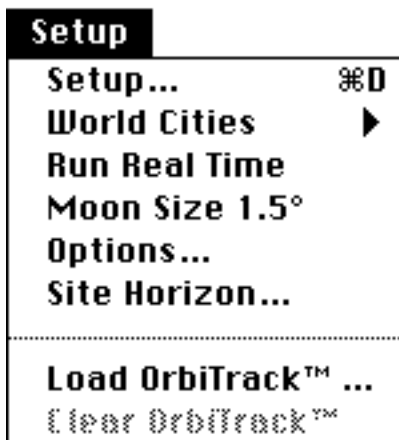 Setup
Setup... ⌘D
World Cities ▶
Run Real Time
Moon Size 1.5°
Options...
Site Horizon...
Load OrbiTrack™ ...
Clear OrbiTrack™